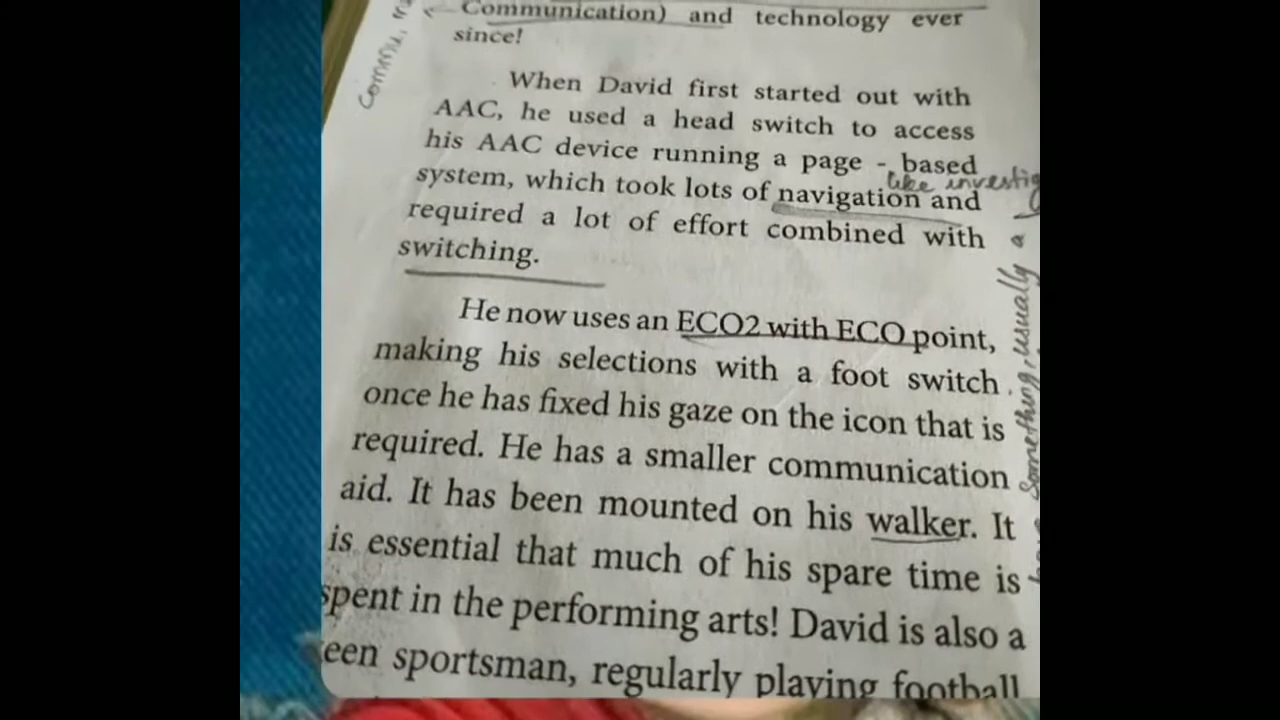 Communication) and technology ever
since!
When David first started out with
AAC, he used a head switch to access
his AAC device running a page - based
like investig
system, which took lots of navigation and
required a lot of effort combined with
switching.
He now uses an ECO2 with ECO point,
making his selections with a foot switch
once he has fixed his gaze on the icon that is
required. He has a smaller communication
aid. It has been mounted on his walker. It
is essential that much of his spare time is
spent in the performing arts! David is also a
een sportsman, regularly playing football
Something, usually a